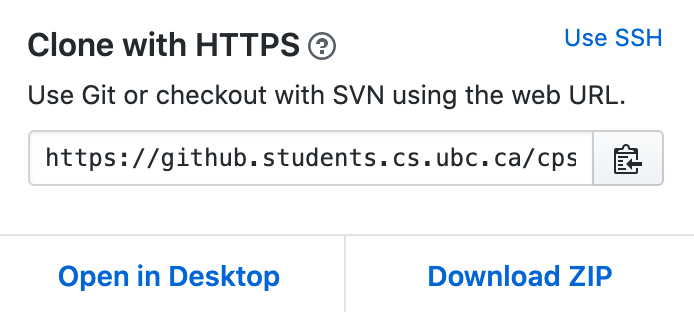 Clone with HTTPS ?
Use SSH
Use Git or checkout with SVN using the web URL.
https://github.students.cs.ubc.ca/cps
Open in Desktop
Download ZIP